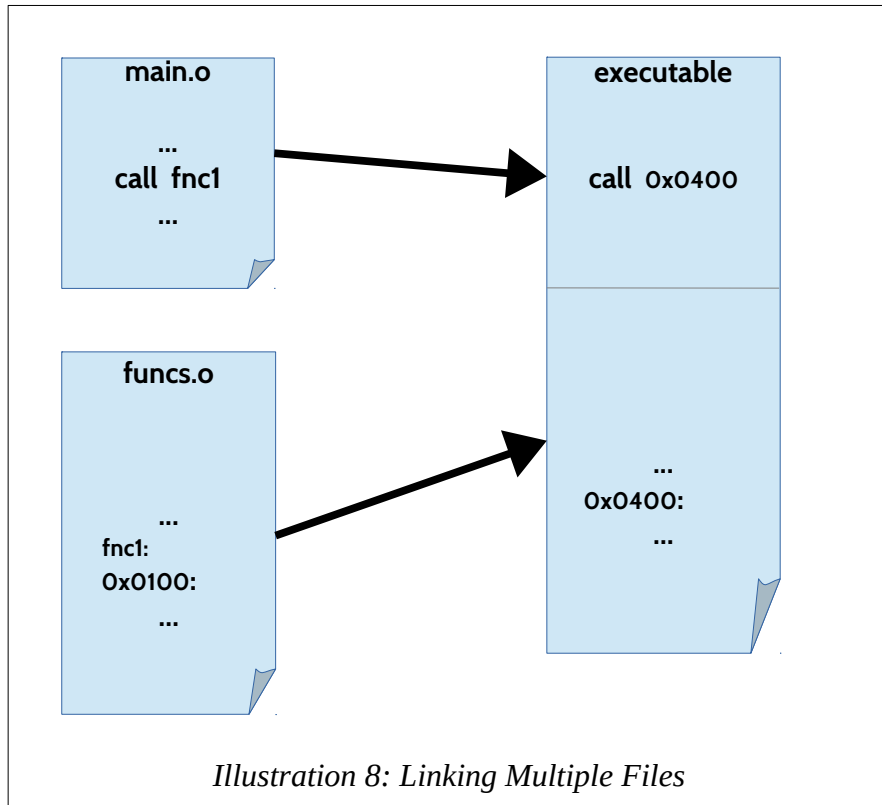 main.o
...
call fnc1
...
funcs.o
...
fnc1:
0x0100:
...
executable
call 0x0400
...
0x0400:
...
Illustration 8: Linking Multiple Files